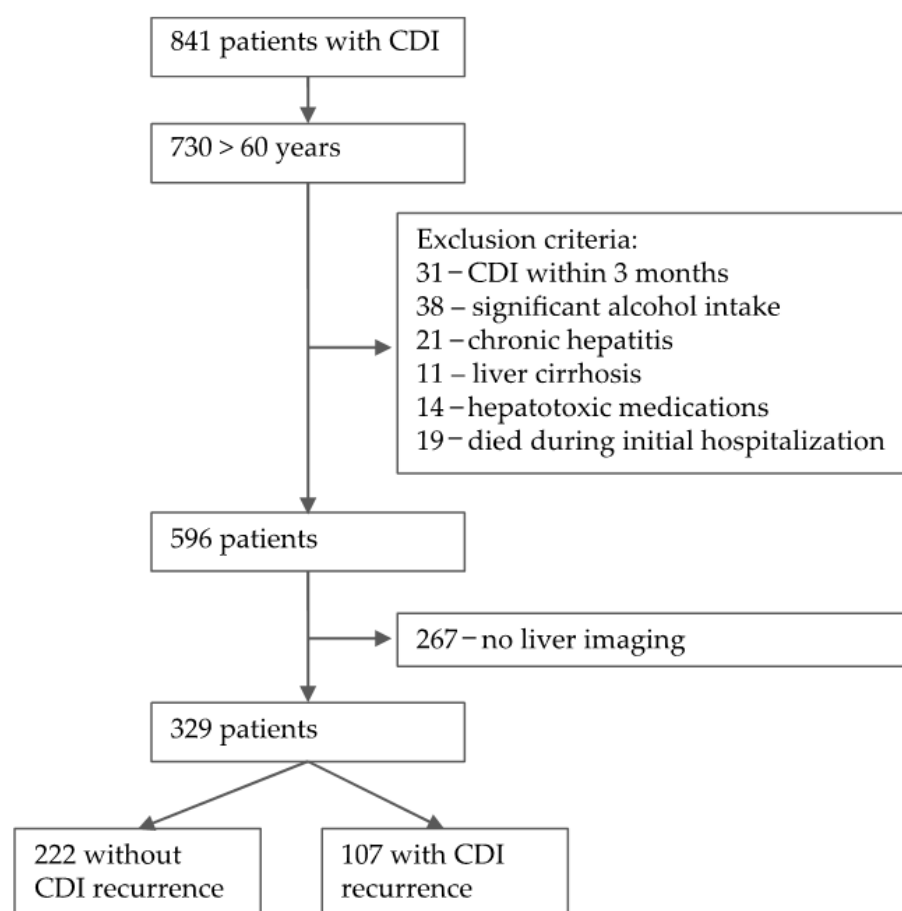 841 patients with CDI
730 > 60 years
Exclusion criteria:
31–CDI within 3 months
38 – significant alcohol intake
21–chronic hepatitis
11 – liver cirrhosis
14–hepatotoxic medications
19–died during initial hospitalization
596 patients
267–no liver imaging
329 patients
222 without
CDI recurrence
107 with CDI
recurrence